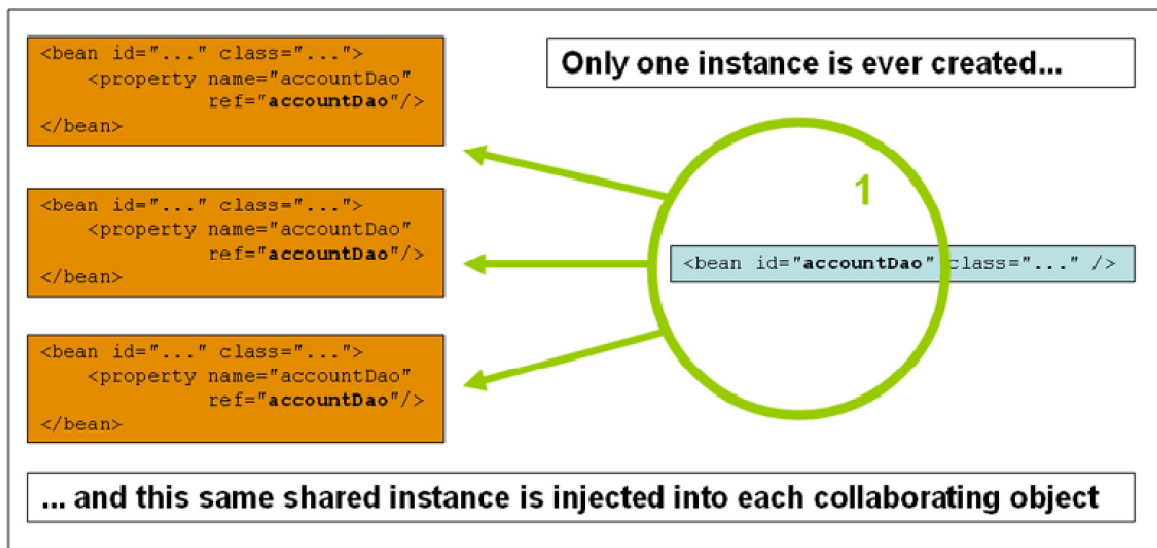 <bean id="..." class="...">
<property name="accountDao"
ref="accountDao"/>
</bean>
Only one instance is ever created...
<bean id="..." class="...">
<property name="accountDao"
ref="accountDao"/>
</bean>
1
<bean id="accountDao" class="..." />
<bean id="..." class="...">
<property name="accountDao"
ref="accountDao"/>
</bean>
... and this same shared instance is injected into each collaborating object